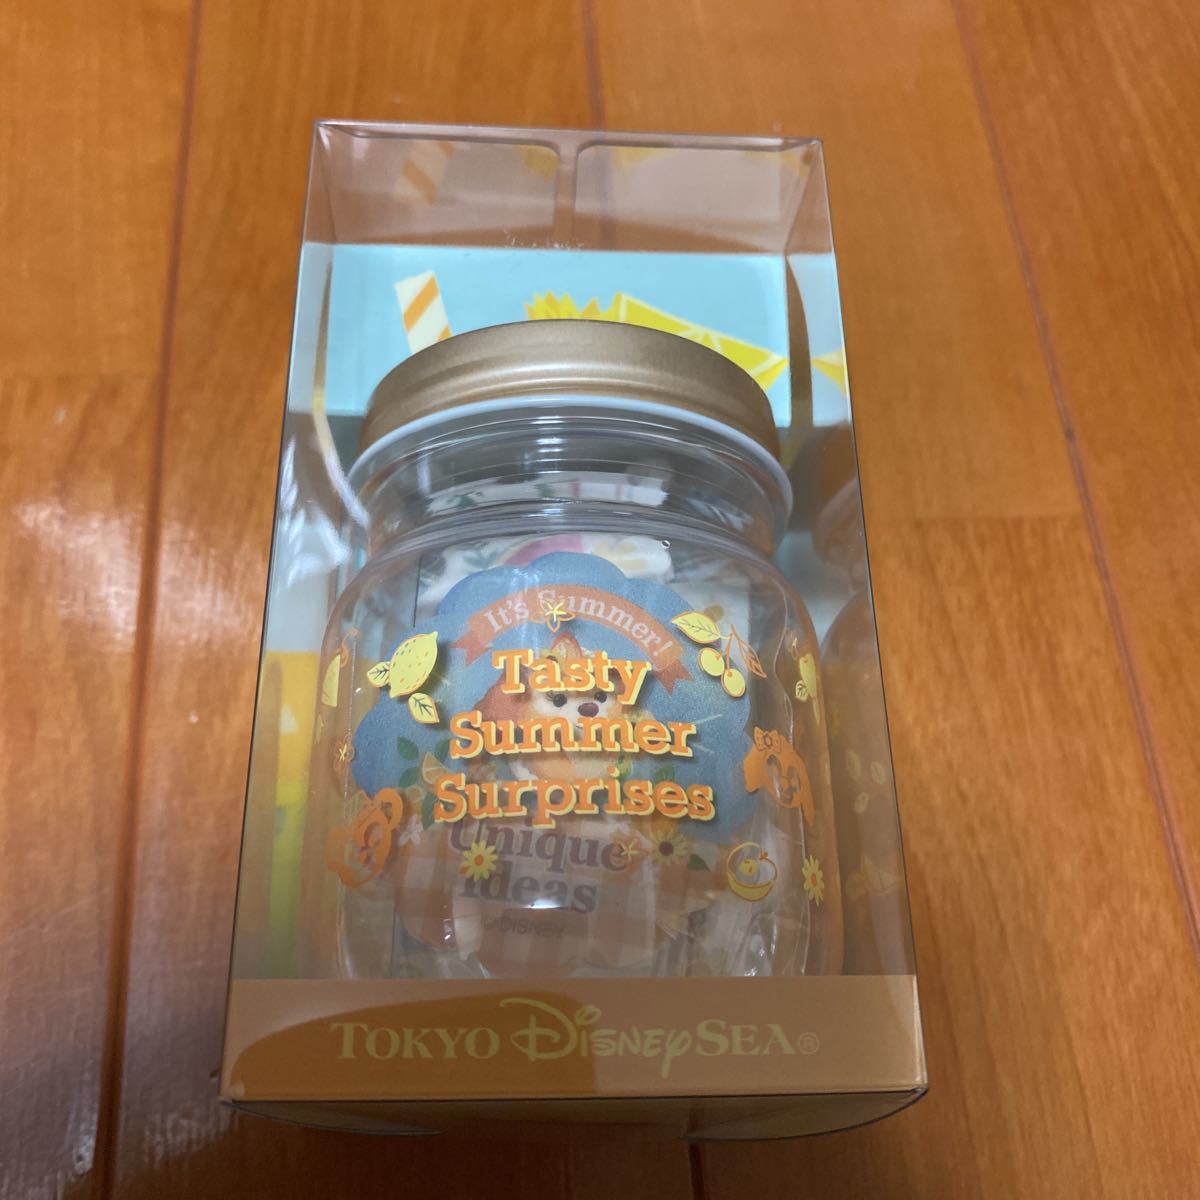 It's Summer!
Tasty
Summer
Surprises
Unique
Ideas
DISNEY
TOKYO DISNEYSEA®